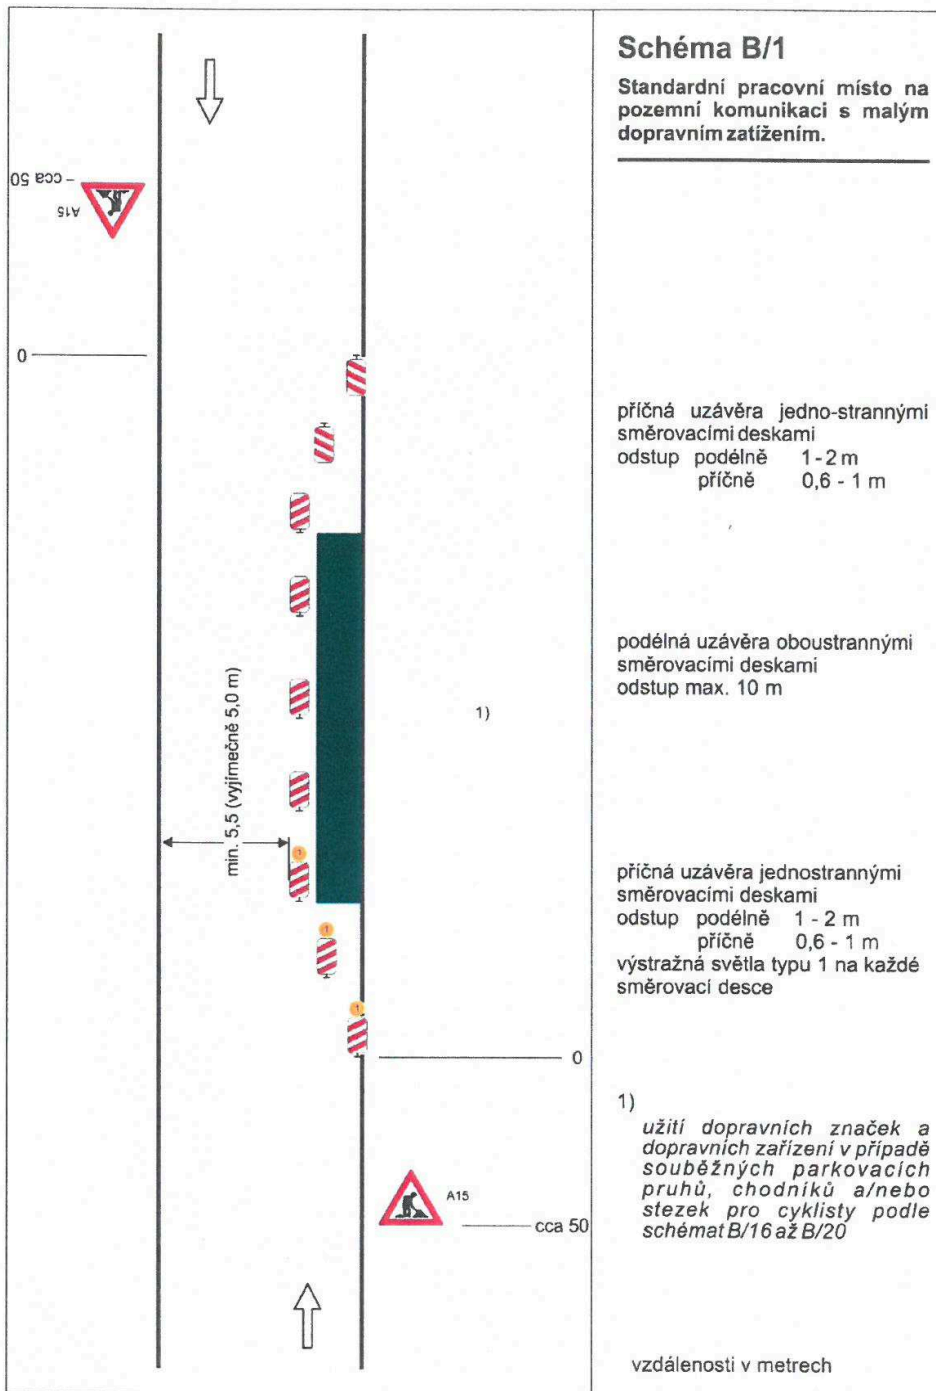 Schéma B/1
Standardní pracovní místo na
pozemní komunikaci s malým
dopravním zatížením.
– cca 50
A15
0
příčná uzávěra jedno-strannými
směrovacími deskami
odstup podélně 1 - 2 m
příčně 0,6 - 1 m
podélná uzávěra oboustrannými
směrovacími deskami
odstup max. 10 m
1)
min. 5,5 (vyjímečně 5,0 m)
1
1
1
příčná uzávěra jednostrannými
směrovacími deskami
odstup podélně 1 - 2 m
příčně 0,6 - 1 m
výstražná světla typu 1 na každé
směrovací desce
0
1)
užití dopravních značek a
dopravních zařízení v případě
souběžných parkovacích
pruhů, chodníků a/nebo
stezek pro cyklisty podle
schémat B/16 až B/20
A15
cca 50
vzdálenosti v metrech